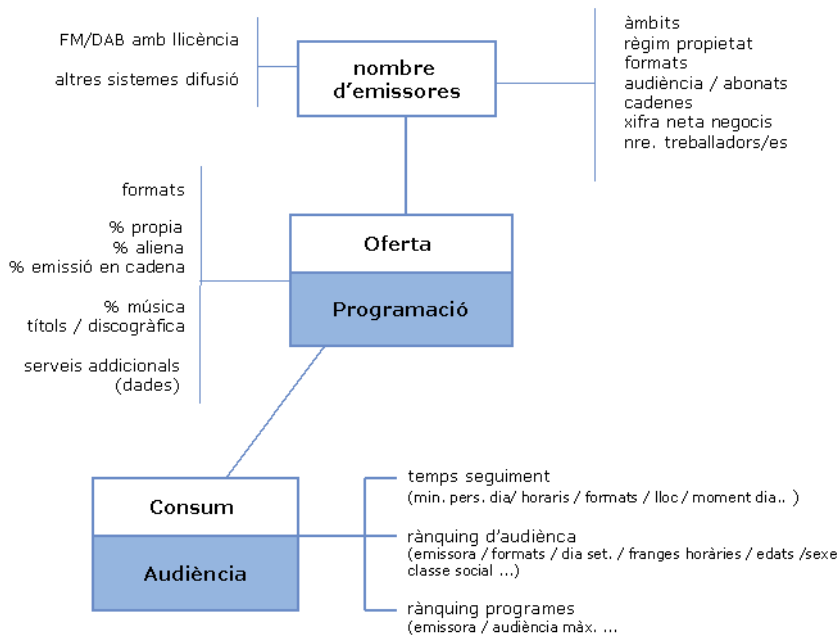 FM/DAB amb llicència
altres sistemes difusió
nombre
d'emissores
àmbits
règim propietat
formats
audiència / abonats
cadenes
xifra neta negocis
nre. treballadors/es
formats
% propia
% aliena
% emissió en cadena
% música
títols / discogràfica
serveis addicionals
(dades)
Oferta
Programació
Consum
Audiència
temps seguiment
(min. pers. dia/ horaris / formats / lloc / moment dia.. )
rànquing d'audiènca
(emissora / formats / dia set. / franges horàries / edats /sexe
classe social ...)
rànquing programes
(emissora / audiència màx. ...